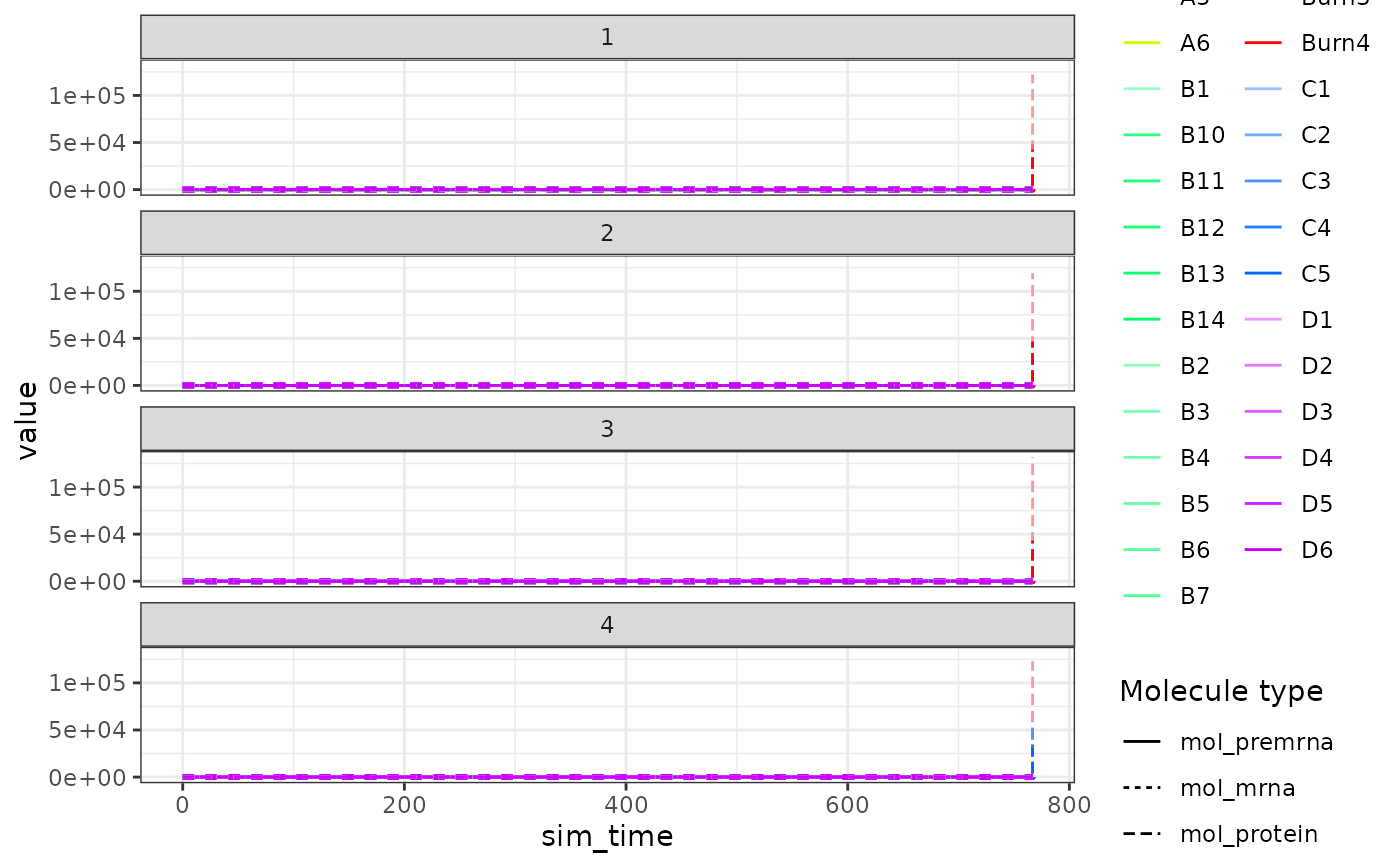 1
1e+05
5e+04
0e+00
2
1e+05
5e+04
0e+00
3
1e+05
5e+04
0e+00
4
1e+05
5e+04
0e+00
0 200 400 600 800
sim_time
value
A6 Burn4
B1 C1
B10 C2
B11 C3
B12 C4
B13 C5
B14 D1
B2 D2
B3 D3
B4 D4
B5 D5
B6 D6
B7
Molecule type
mol_premrna
mol_mrna
mol_protein